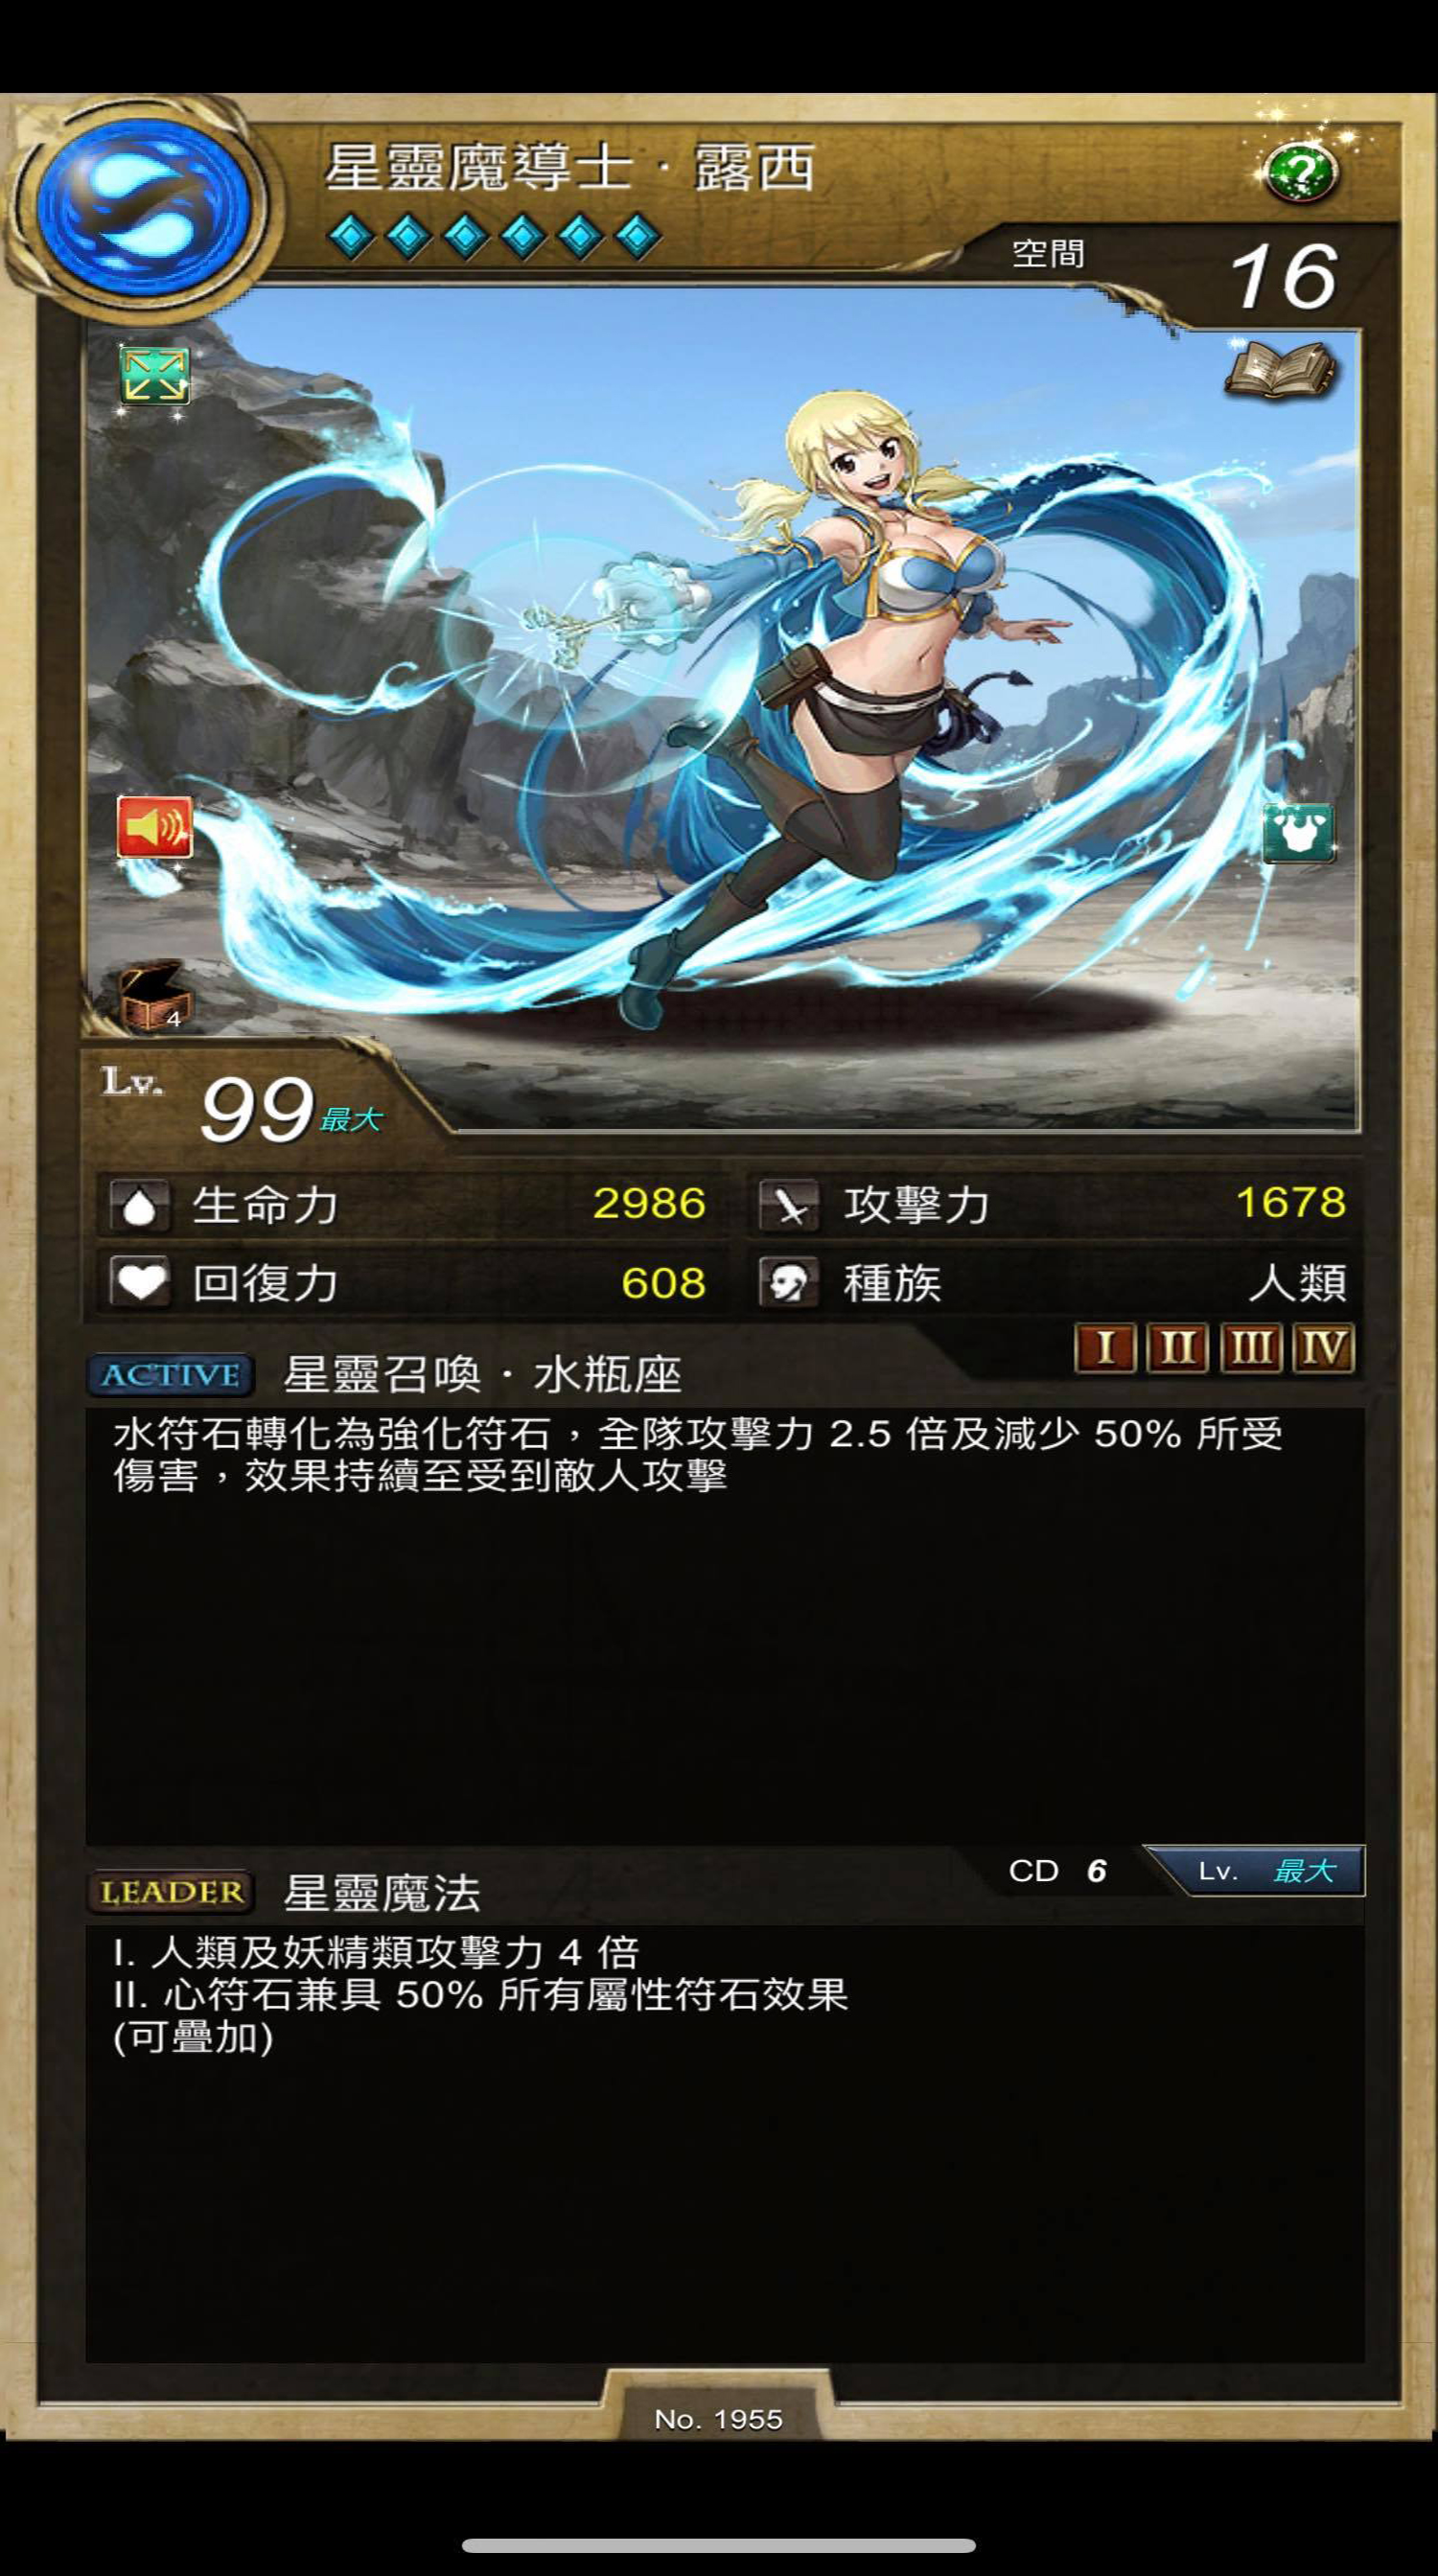 星靈魔導士．露西
空間 16
4
Lv. 99 最大
生命力 2986 攻擊力 1678
回復力 608 種族 人類
I II III IV
ACTIVE 星靈召喚．水瓶座
水符石轉化為強化符石，全隊攻擊力 2.5 倍及減少 50% 所受
傷害，效果持續至受到敵人攻擊
CD 6 Lv. 最大
LEADER 星靈魔法
I. 人類及妖精類攻擊力 4 倍
II. 心符石兼具 50% 所有屬性符石效果
(可疊加)
No. 1955